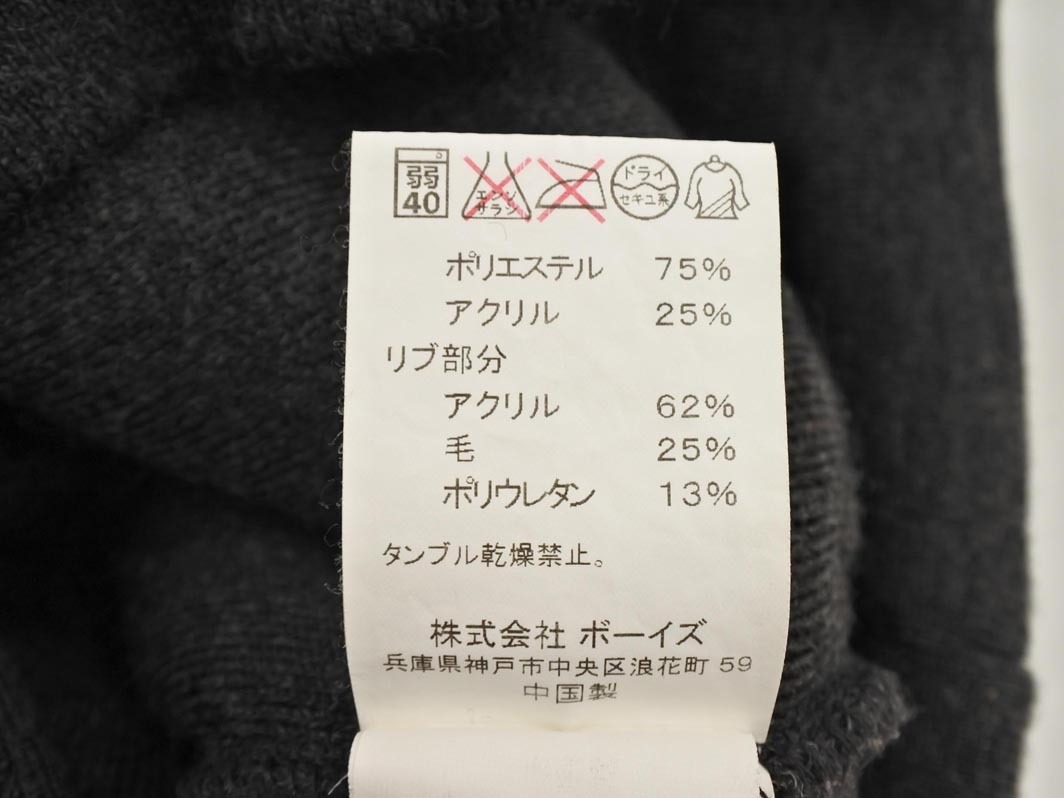 弱 40 エンソサラシ ドライ セキユ系
ポリエステル 75%
アクリル 25%
リブ部分
アクリル 62%
毛 25%
ポリウレタン 13%
タンブル乾燥禁止。
株式会社 ボーイズ
兵庫県神戸市中央区浪花町 59
中国製